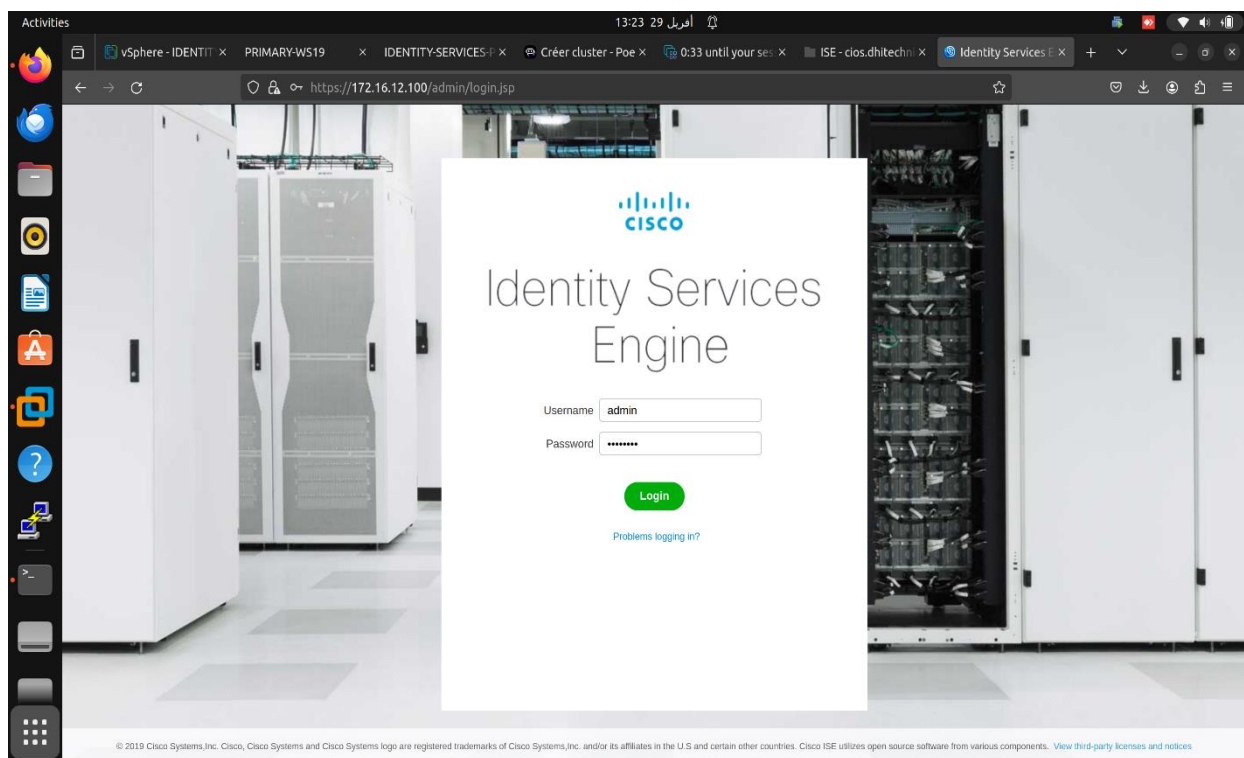 Activities
13:23 29 أفريل
vSphere - IDENTIT
PRIMARY-WS19
IDENTITY-SERVICES-P
Créer cluster - Poe
0:33 until your ses
ISE - cios.dhitechni
Identity Services E
https://172.16.12.100/admin/login.jsp
CISCO
Identity Services
Engine
Username admin
Password ••••••••
Login
Problems logging in?
© 2019 Cisco Systems,Inc. Cisco, Cisco Systems and Cisco Systems logo are registered trademarks of Cisco Systems,Inc. and/or its affiliates in the U.S and certain other countries. Cisco ISE utilizes open source software from various components. View third-party licenses and notices